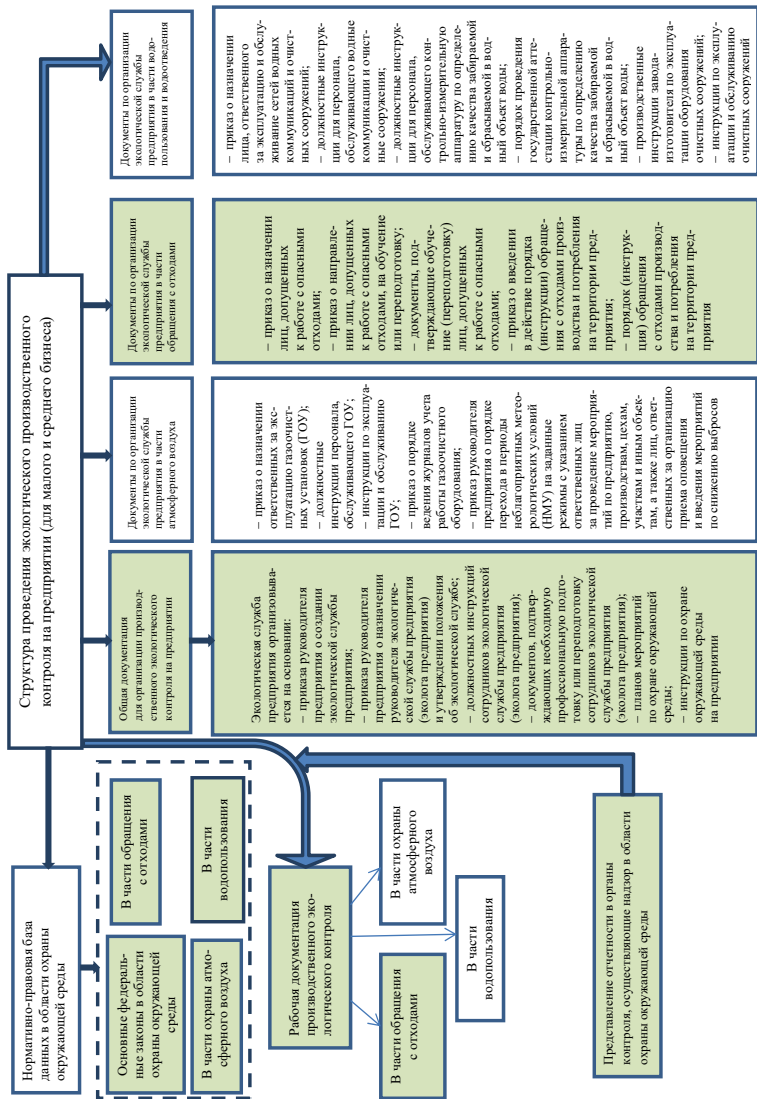 Структура проведения экологического производственного
контроля на предприятии (для малого и среднего бизнеса)
Нормативно-правовая база
данных в области охраны
окружающей среды
Общая документация
для организации производ-
ственного экологического
контроля на предприятии
Документы по организации
экологической службы
предприятия в части
атмосферного воздуха
Документы по организации
экологической службы
предприятия в части
обращения с отходами
Документы по организации
экологической службы
предприятия в части водо-
пользования и водоотведения
Основные федераль-
ные законы в области
охраны окружающей
среды
В части обращения
с отходами
В части охраны атмо-
сферного воздуха
В части
водопользования
Рабочая документация
производственного эко-
логического контроля
В части обращения
с отходами
В части
водопользования
В части охраны
атмосферного
воздуха
Представление отчетности в органы
контроля, осуществляющие надзор в области
охраны окружающей среды
Экологическая служба
предприятия организовыва-
ется на основании:
– приказа руководителя
предприятия о создании
экологической службы
предприятия;
– приказа руководителя
предприятия о назначении
руководителя экологиче-
ской службы предприятия
(эколога предприятия)
и утверждении положения
об экологической службе;
– должностных инструкций
сотрудников экологической
службы предприятия
(эколога предприятия);
– документов, подтвер-
ждающих необходимую
профессиональную подго-
товку или переподготовку
сотрудников экологической
службы предприятия
(эколога предприятия);
– планов мероприятий
по охране окружающей
среды;
– инструкции по охране
окружающей среды
на предприятии
– приказ о назначении
ответственных за экс-
плуатацию газоочист-
ных установок (ГОУ);
– должностные
инструкции персонала,
обслуживающего ГОУ;
– инструкции по эксплуа-
тации и обслуживанию
ГОУ;
– приказ о порядке
ведения журналов учета
работы газоочистного
оборудования;
– приказ руководителя
предприятия о порядке
перехода в периоды
неблагоприятных метео-
рологических условий
(НМУ) на заданные
режимы с указанием
ответственных лиц
за проведение мероприя-
тий по предприятию,
производствам, цехам,
участкам и иным объек-
там, а также лиц, ответ-
ственных за организацию
приема оповещения
и введения мероприятий
по снижению выбросов
– приказ о назначении
лиц, допущенных
к работе с опасными
отходами;
– приказ о направле-
нии лиц, допущенных
к работе с опасными
отходами, на обучение
или переподготовку;
– документы, под-
тверждающие обуче-
ние (переподготовку)
лиц, допущенных
к работе с опасными
отходами;
– приказ о введении
в действие порядка
(инструкции) обраще-
ния с отходами произ-
водства и потребления
на территории пред-
приятия;
– порядок (инструк-
ция) обращения
с отходами производ-
ства и потребления
на территории пред-
приятия
– приказ о назначении
лица, ответственного
за эксплуатацию и обслу-
живание сетей водных
коммуникаций и очист-
ных сооружений;
– должностные инструк-
ции для персонала,
обслуживающего водные
коммуникации и очист-
ные сооружения;
– должностные инструк-
ции для персонала,
обслуживающего кон-
трольно-измерительную
аппаратуру по определе-
нию качества забираемой
и сбрасываемой в вод-
ный объект воды;
– порядок проведения
государственной атте-
стации контрольно-
измерительной аппара-
туры по определению
качества забираемой
и сбрасываемой в вод-
ный объект воды;
– производственные
инструкции завода-
изготовителя по эксплуа-
тации оборудования
очистных сооружений;
– инструкции по эксплу-
атации и обслуживанию
очистных сооружений